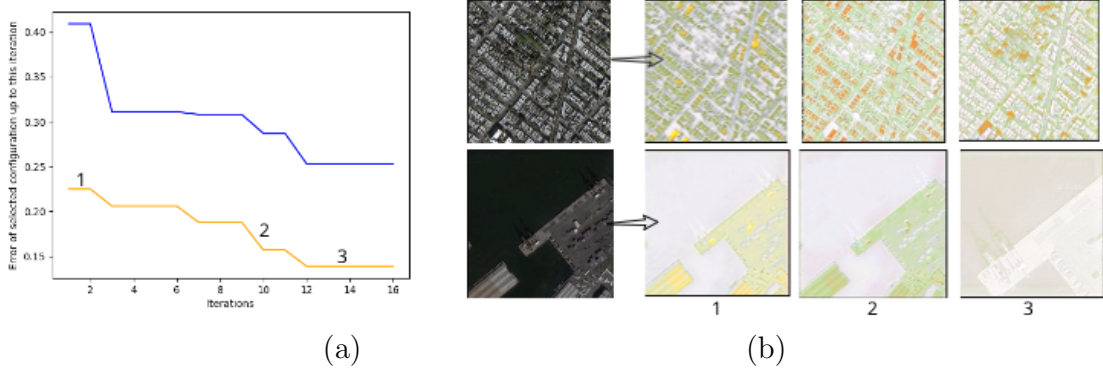 Error of selected configuration up to this iteration
0.40
0.35
0.30
0.25
0.20
0.15
1
2
3
2 4 6 8 10 12 14 16
Iterations
1 2 3
(a) (b)